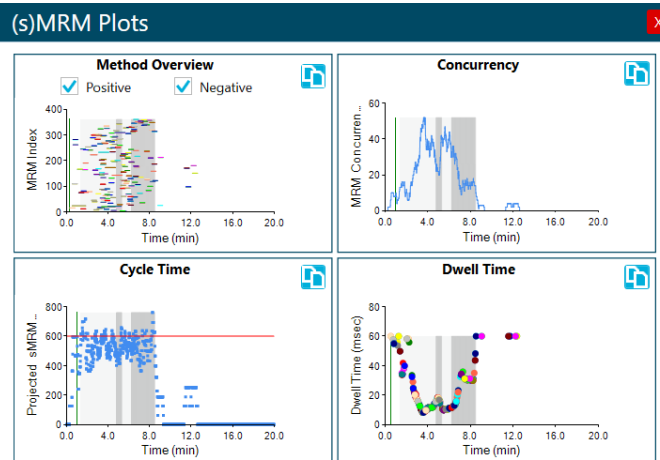 (s)MRM Plots
X
Method Overview
Positive
Negative
MRM Index
400
300
200
100
0
0.0 4.0 8.0 12.0 16.0 20.0
Time (min)
Concurrency
MRM Concurren ...
60
40
20
0
0.0 4.0 8.0 12.0 16.0 20.0
Time (min)
Cycle Time
Projected sMRM ...
800
600
400
200
0
0.0 4.0 8.0 12.0 16.0 20.0
Time (min)
Dwell Time
Dwell Time (msec)
80
60
40
20
0
0.0 4.0 8.0 12.0 16.0 20.0
Time (min)